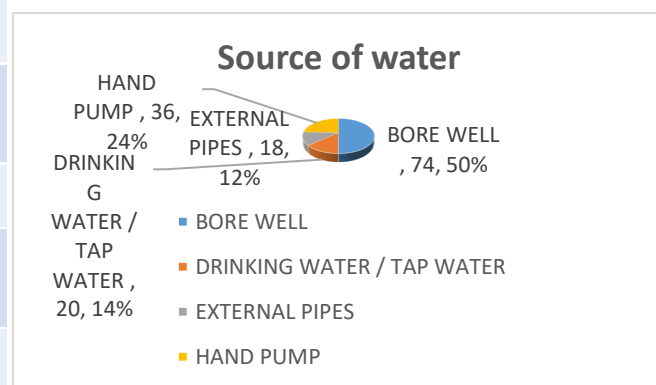 Source of water
HAND
PUMP , 36,
24%
EXTERNAL
PIPES , 18,
12%
BORE WELL
, 74, 50%
DRINKIN
G
WATER /
TAP
WATER ,
20, 14%
BORE WELL
DRINKING WATER / TAP WATER
EXTERNAL PIPES
HAND PUMP